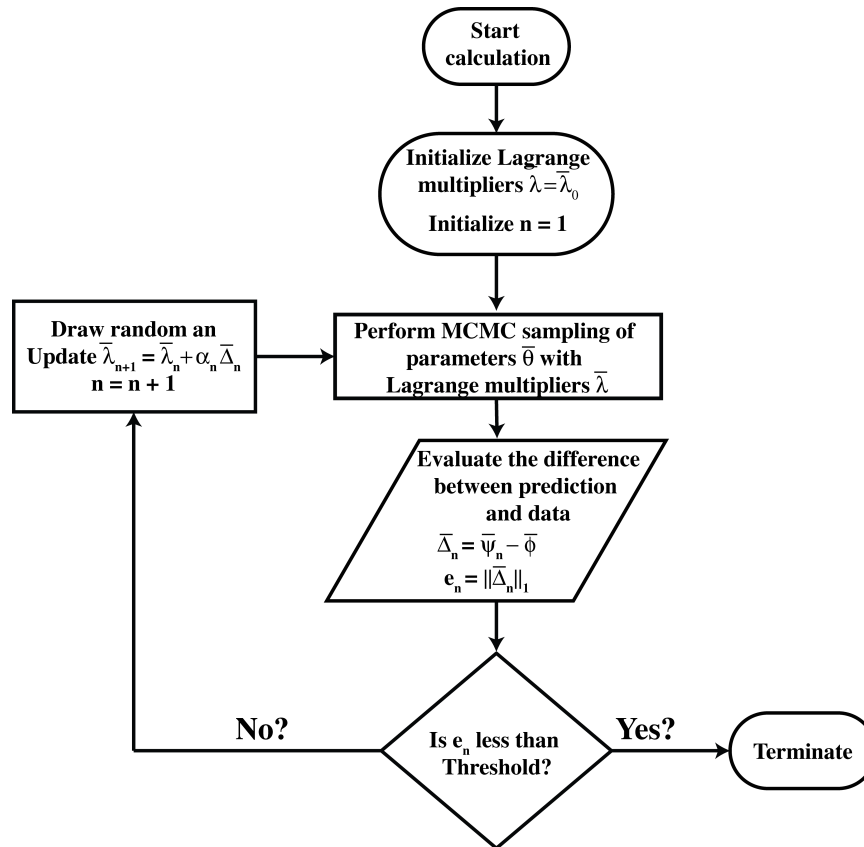 Start
calculation
Initialize Lagrange
multipliers λ̅=λ̅₀
Initialize n = 1
Draw random an
Update λ̅ₙ₊₁ = λ̅ₙ+αₙ Δ̅ₙ
n = n + 1
Perform MCMC sampling of
parameters θ̅ with
Lagrange multipliers λ̅
Evaluate the difference
between prediction
and data
Δ̅ₙ = ψ̅ₙ − ϕ̅
eₙ = ||Δ̅ₙ||₁
No?
Yes?
Is eₙ less than
Threshold?
Terminate